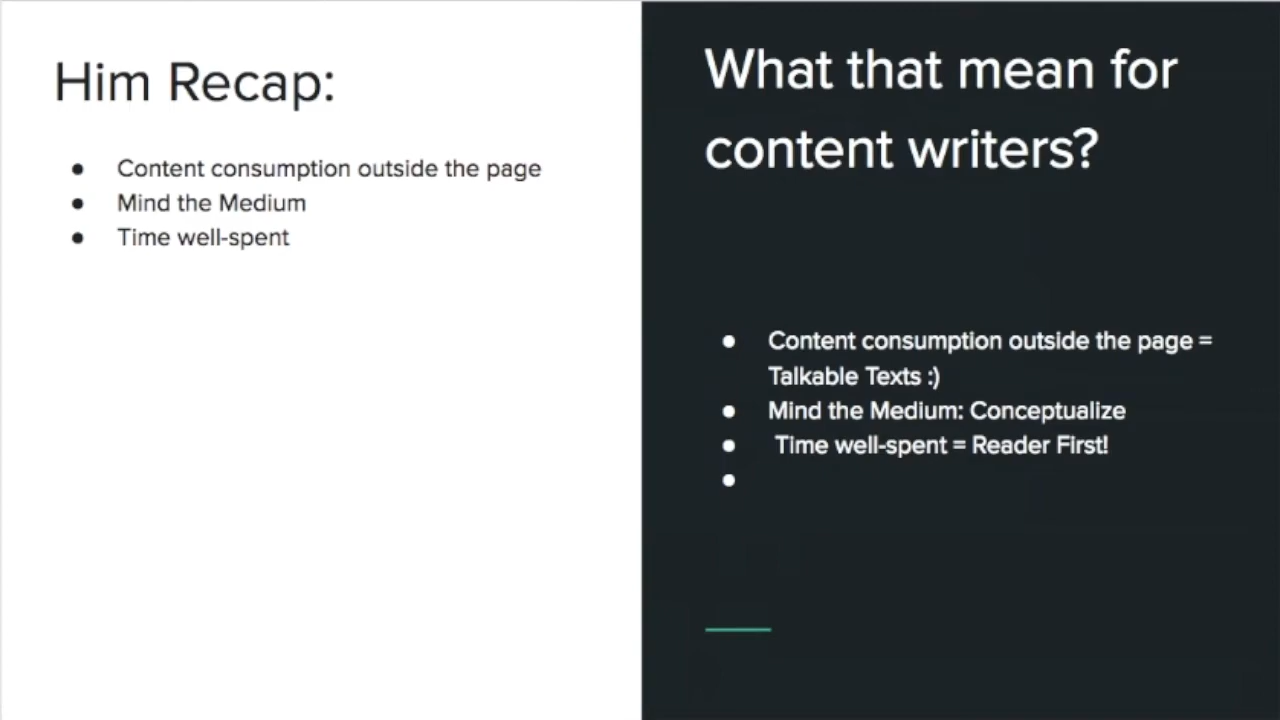 Him Recap:
● Content consumption outside the page
● Mind the Medium
● Time well-spent
What that mean for
content writers?
● Content consumption outside the page =
Talkable Texts :)
● Mind the Medium: Conceptualize
● Time well-spent = Reader First!
●